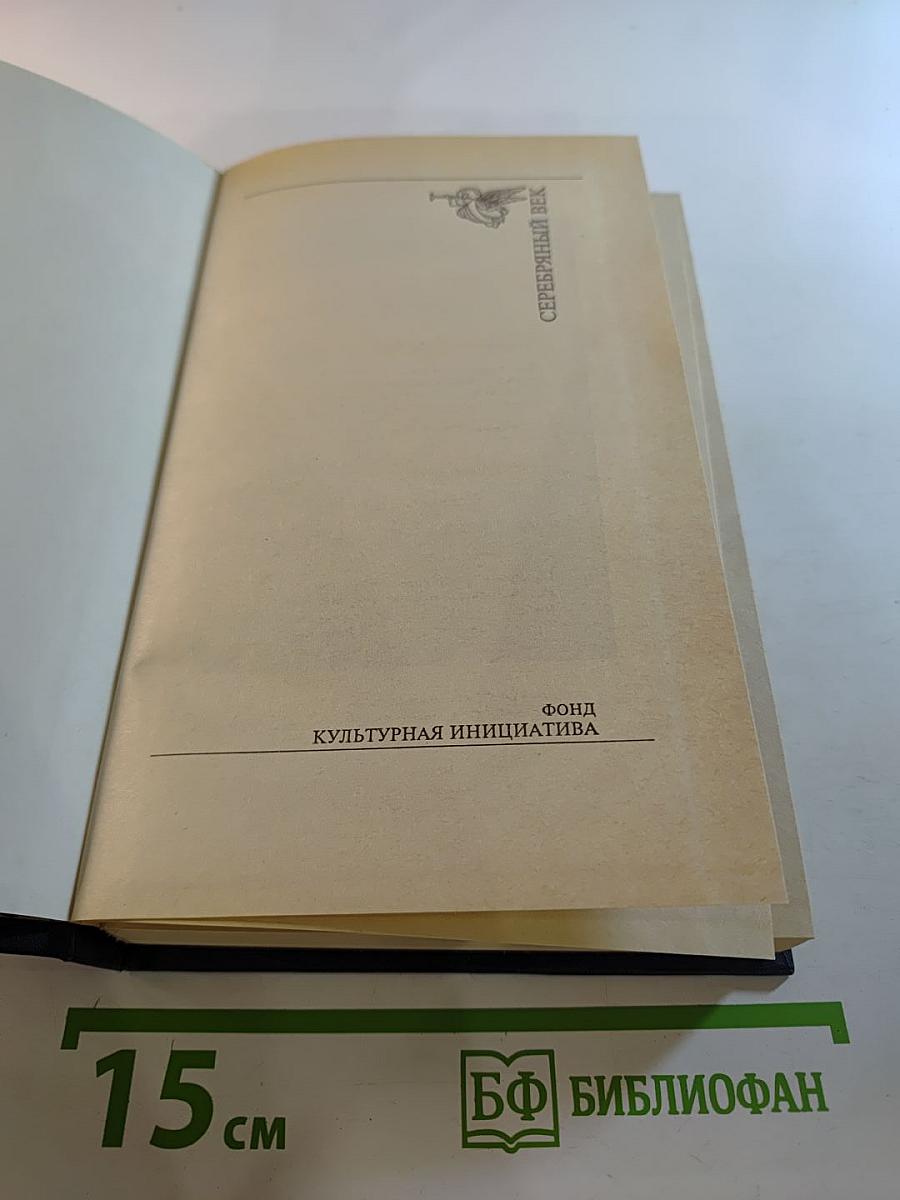 СЕРЕБРЯНЫЙ ВЕК
ФОНД
КУЛЬТУРНАЯ ИНИЦИАТИВА
15 см
БФ БИБЛИОФАН